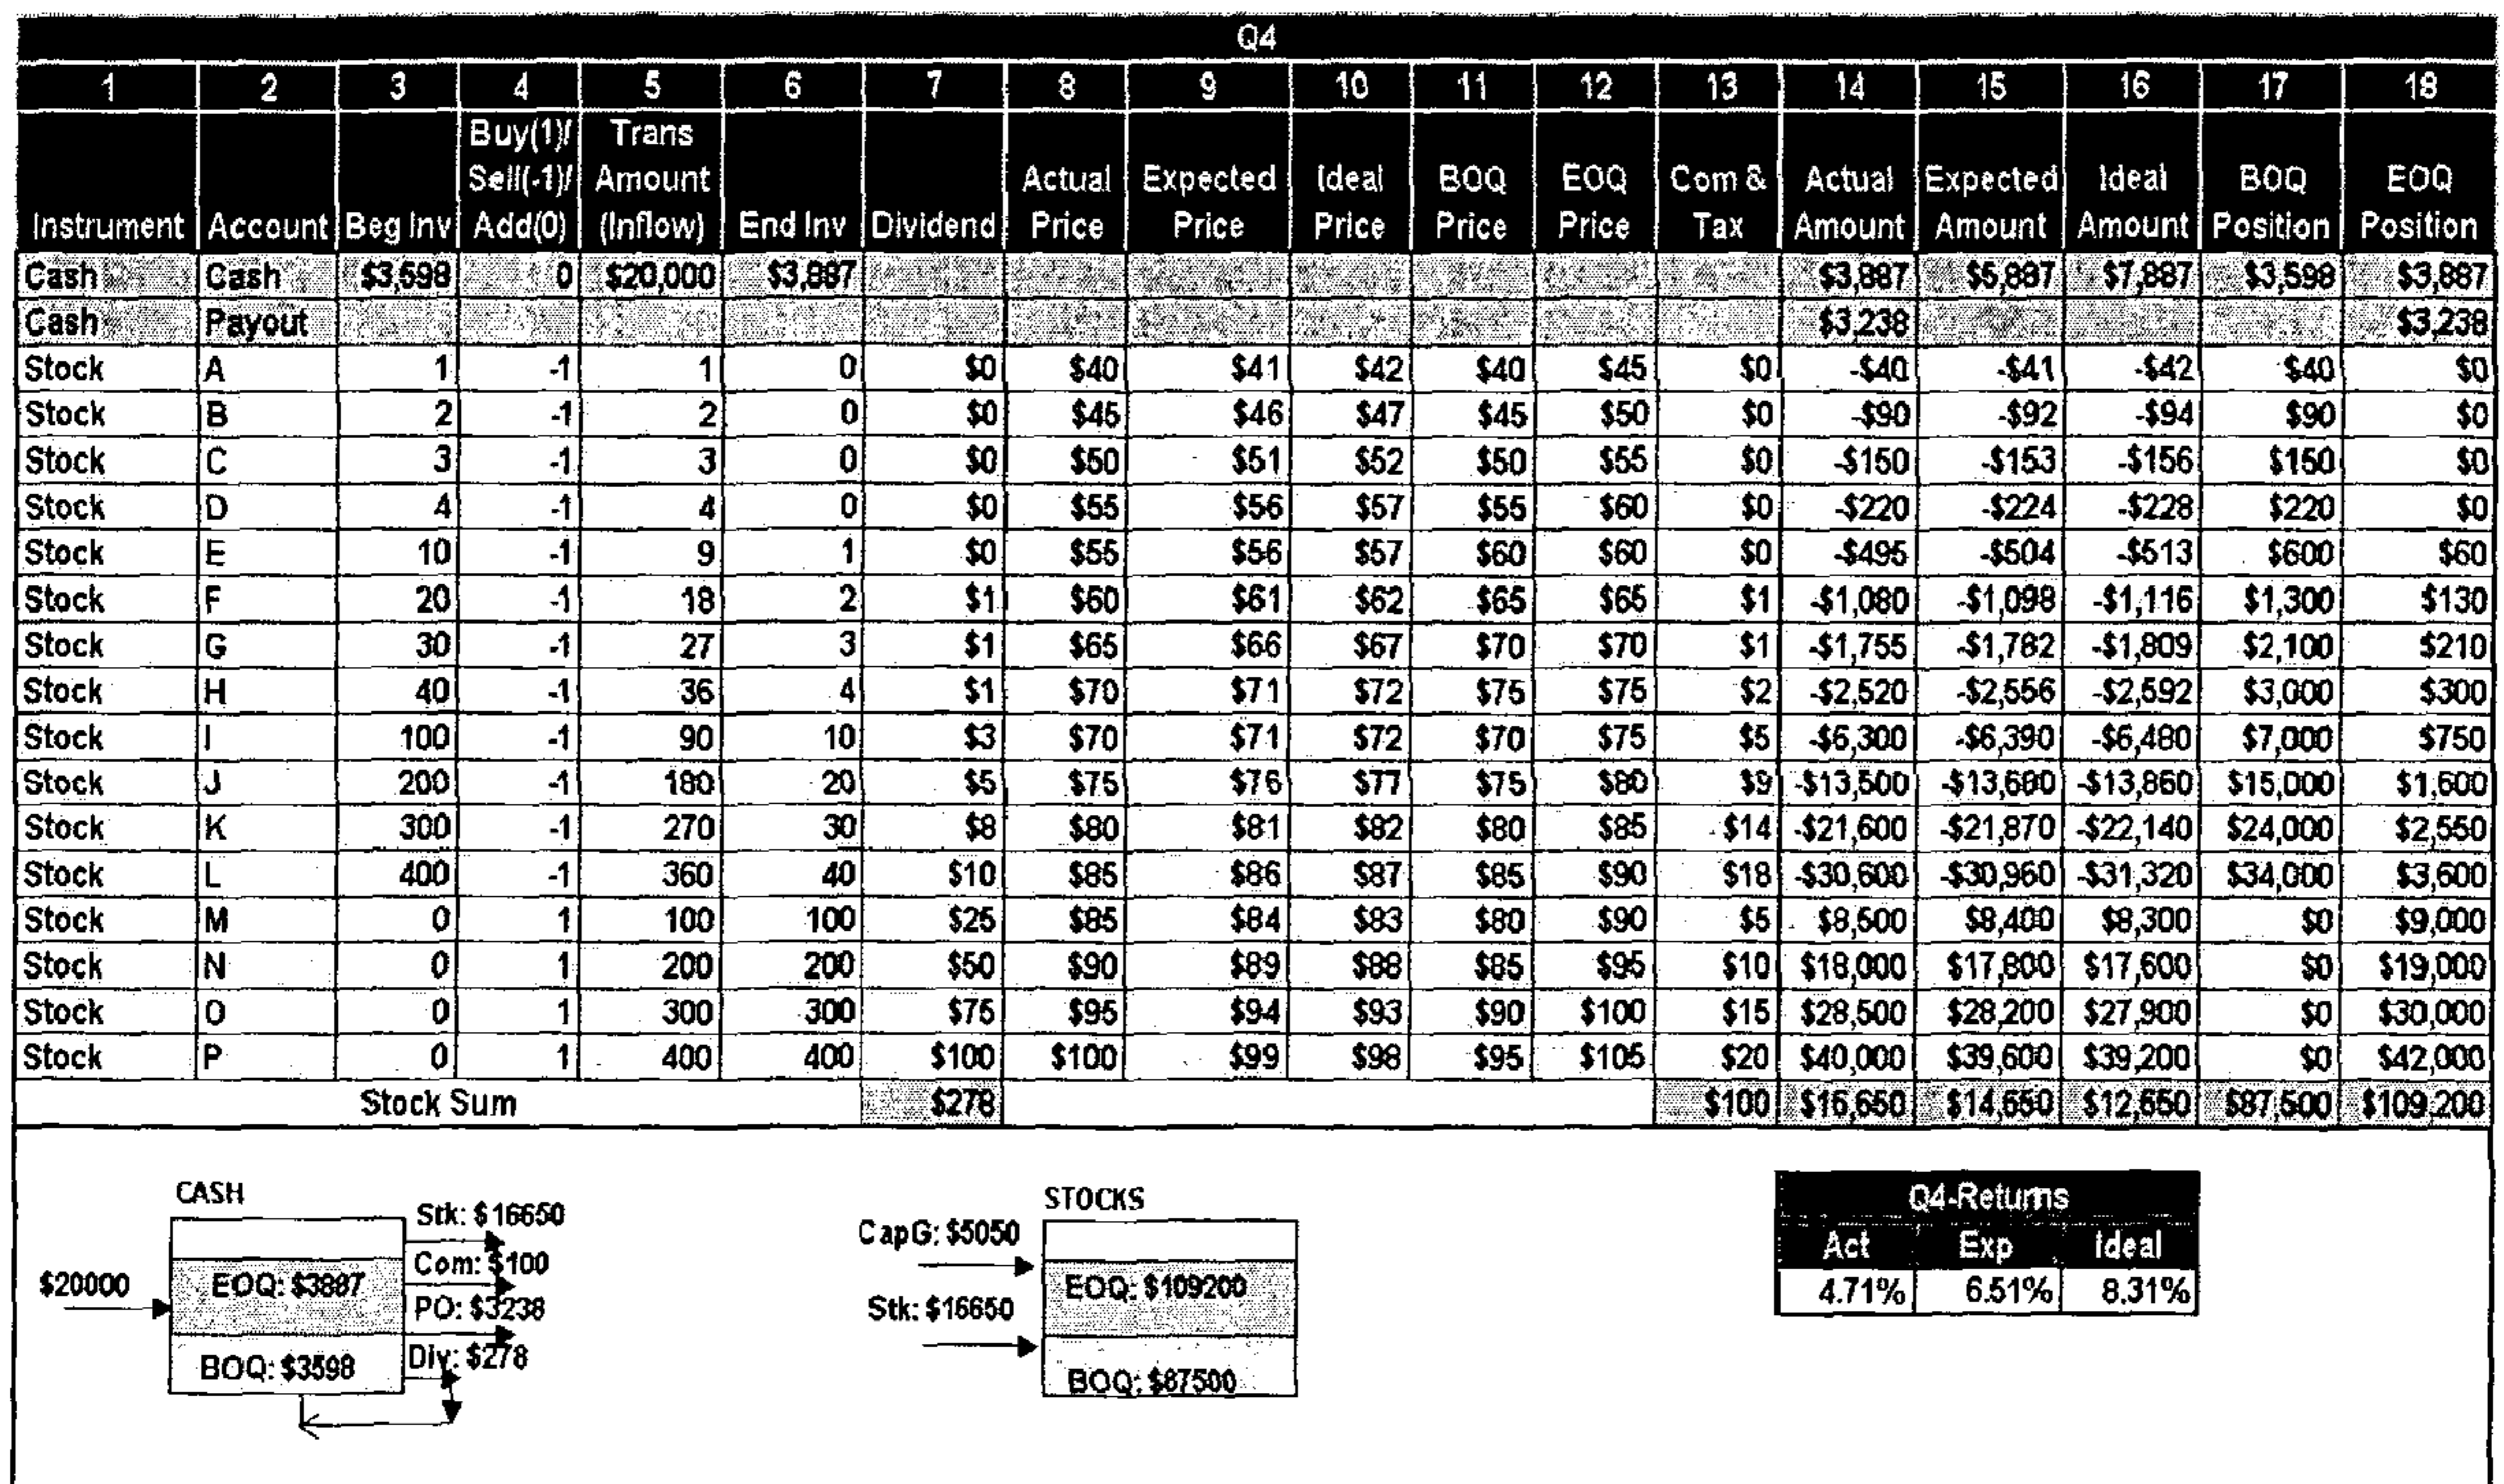 Q4
1 2 3 4 5 6 7 8 9 10 11 12 13 14 15 16 17 18
Buy(1)/ Trans
Sell(-1)/ Amount Actual Expected Ideal BOQ EOQ Com & Actual Expected Ideal BOQ EOQ
Instrument Account Beg Inv Add(0) (Inflow) End Inv Dividend Price Price Price Price Price Tax Amount Amount Amount Position Position
Cash Cash $3,598 0 $20,000 $3,887 $3,887 $5,887 $7,887 $3,598 $3,887
Cash Payout $3,238 $3,238
Stock A 1 -1 1 0 $0 $40 $41 $42 $40 $45 $0 -$40 -$41 -$42 $40 $0
Stock B 2 -1 2 0 $0 $45 $46 $47 $45 $50 $0 -$90 -$92 -$94 $90 $0
Stock C 3 -1 3 0 $0 $50 $51 $52 $50 $55 $0 -$150 -$153 -$156 $150 $0
Stock D 4 -1 4 0 $0 $55 $56 $57 $55 $60 $0 -$220 -$224 -$228 $220 $0
Stock E 10 -1 9 1 $0 $55 $56 $57 $60 $60 $0 -$495 -$504 -$513 $600 $60
Stock F 20 -1 18 2 $1 $60 $61 $62 $65 $65 $1 -$1,080 -$1,098 -$1,116 $1,300 $130
Stock G 30 -1 27 3 $1 $65 $66 $67 $70 $70 $1 -$1,755 -$1,782 -$1,809 $2,100 $210
Stock H 40 -1 36 4 $1 $70 $71 $72 $75 $75 $2 -$2,520 -$2,556 -$2,592 $3,000 $300
Stock I 100 -1 90 10 $3 $70 $71 $72 $70 $75 $5 -$6,300 -$6,390 -$6,480 $7,000 $750
Stock J 200 -1 180 20 $5 $75 $76 $77 $75 $80 $9 -$13,500 -$13,680 -$13,860 $15,000 $1,600
Stock K 300 -1 270 30 $8 $80 $81 $82 $80 $85 $14 -$21,600 -$21,870 -$22,140 $24,000 $2,550
Stock L 400 -1 360 40 $10 $85 $86 $87 $85 $90 $18 -$30,600 -$30,960 -$31,320 $34,000 $3,600
Stock M 0 1 100 100 $25 $85 $84 $83 $80 $90 $5 $8,500 $8,400 $8,300 $0 $9,000
Stock N 0 1 200 200 $50 $90 $89 $88 $85 $95 $10 $18,000 $17,800 $17,600 $0 $19,000
Stock O 0 1 300 300 $75 $95 $94 $93 $90 $100 $15 $28,500 $28,200 $27,900 $0 $30,000
Stock P 0 1 400 400 $100 $100 $99 $98 $95 $105 $20 $40,000 $39,600 $39,200 $0 $42,000
Stock Sum $278 $100 $16,650 $14,650 $12,650 $87,500 $109,200
CASH
Stk: $16650
Com: $100
$20000
EOQ: $3887
PO: $3238
Div: $278
BOQ: $3598
STOCKS
CapG: $5050
EOQ: $109200
Stk: $16650
BOQ: $87500
Q4-Returns
Act Exp Ideal
4.71% 6.51% 8.31%